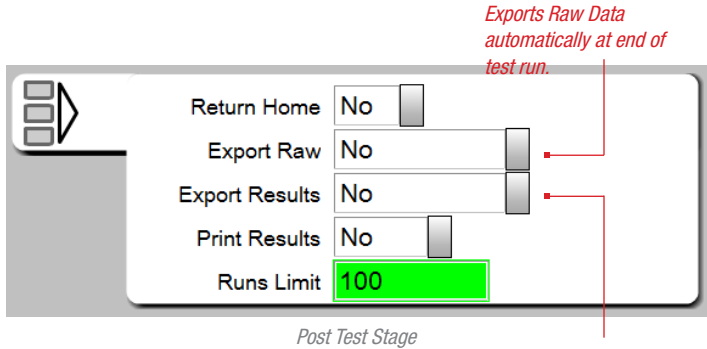 Exports Raw Data
automatically at end of
test run.
Return Home No
Export Raw No
Export Results No
Print Results No
Runs Limit 100
Post Test Stage